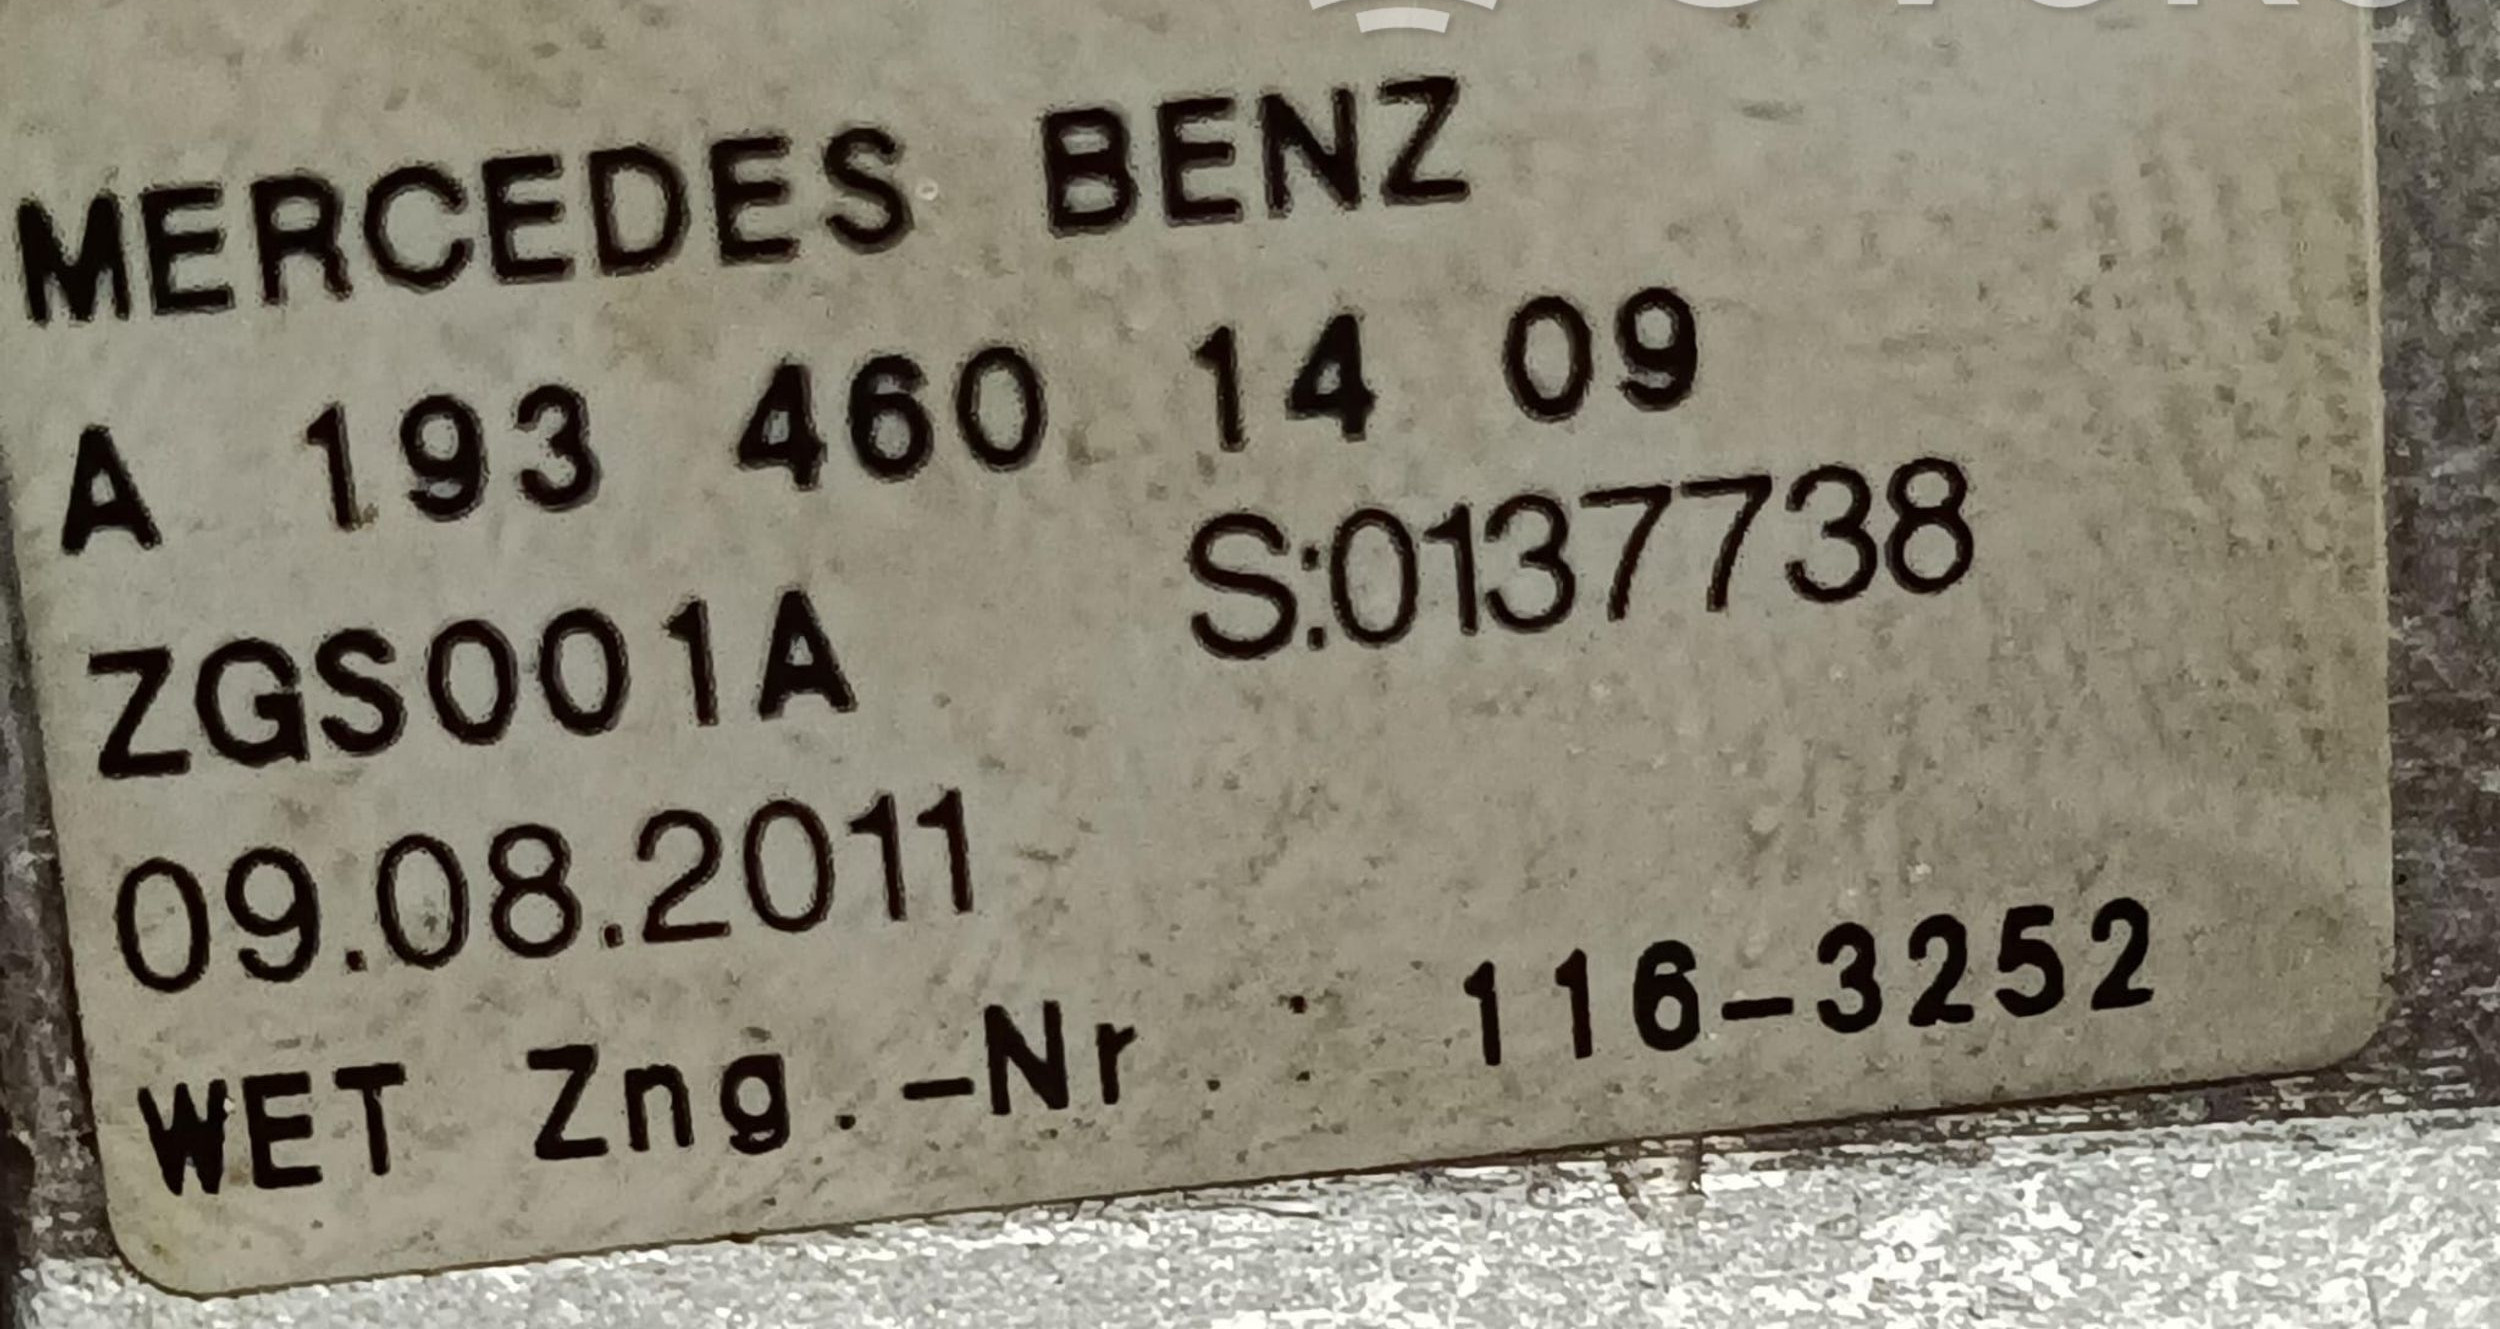 MERCEDES BENZ
A 193 460 14 09
ZGS001A S:0137738
09.08.2011
WET Zng.-Nr.: 116-3252